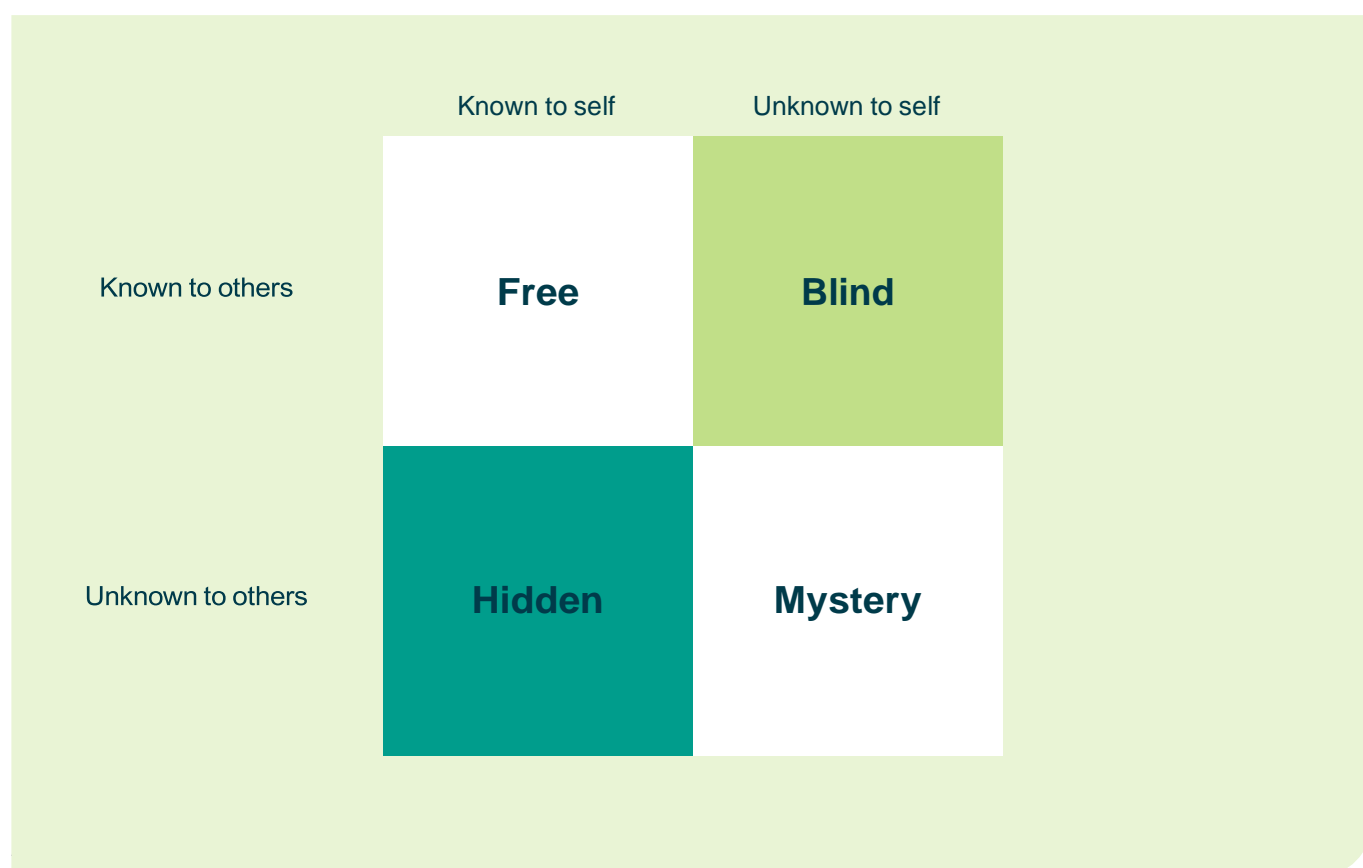 Known to self Unknown to self
Known to others Free Blind
Unknown to others Hidden Mystery